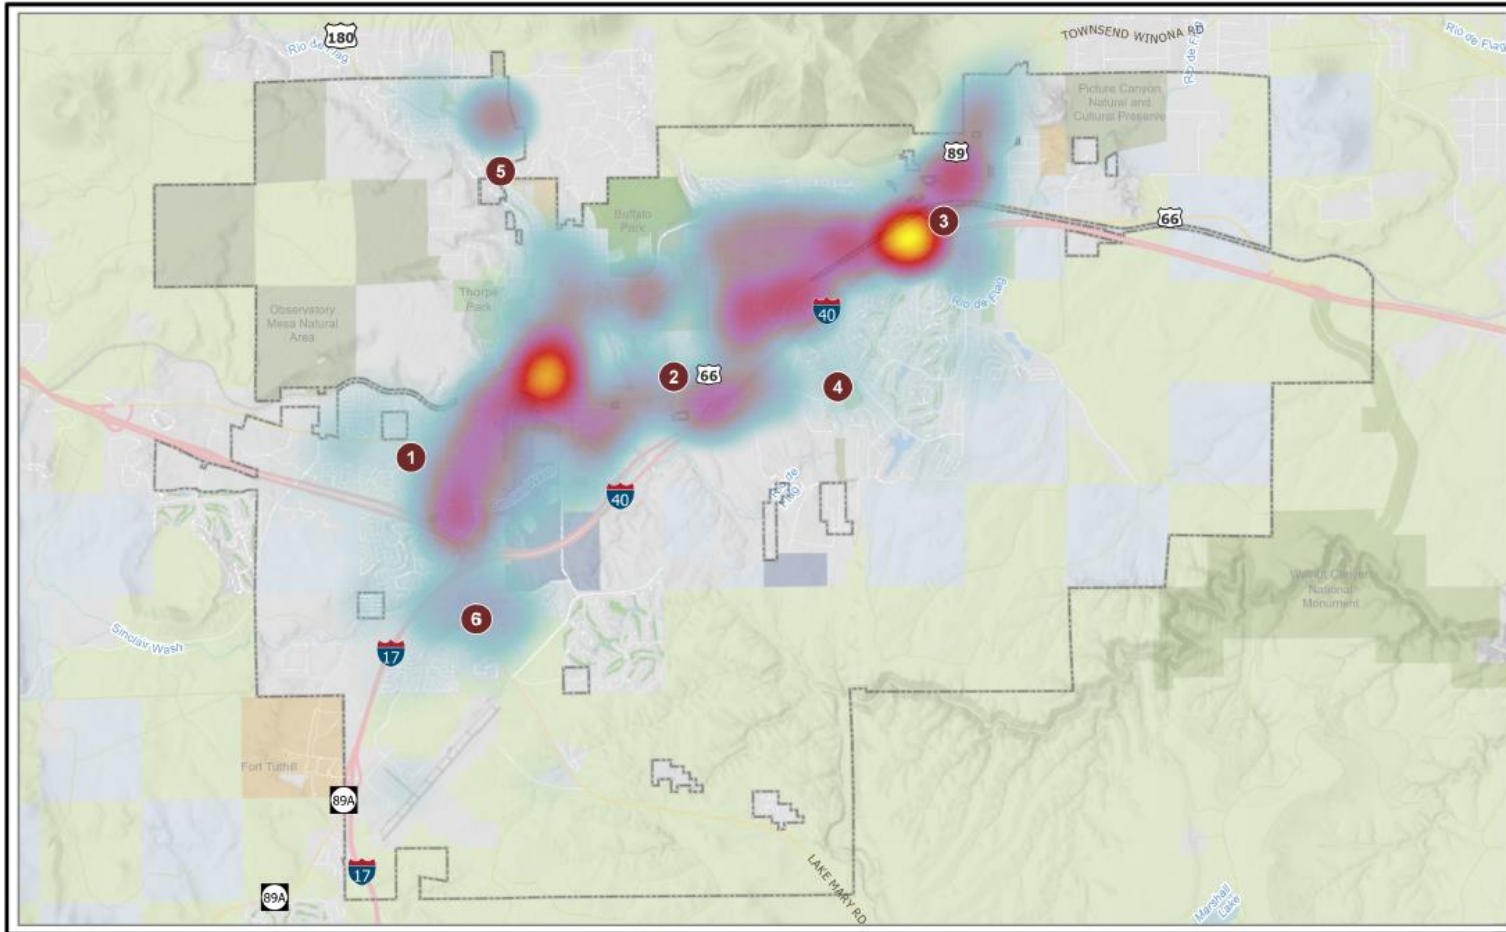 180
Rio de Flag
TOWNSEND WINONA RD
Rio de Flag
Rio de Flag
Picture Canyon
Natural and
Cultural Preserve
89
5
Buffalo
Park
3
66
Thorpe
Park
Observatory
Mesa Natural
Area
Rio de Flag
40
2
66
4
1
40
Rio de
Flag
Walnut Canyon
National
Monument
6
Sinclair Wash
17
Fort Tuthill
89A
LAKE MARY RD
17
89A
Marshall
Lake